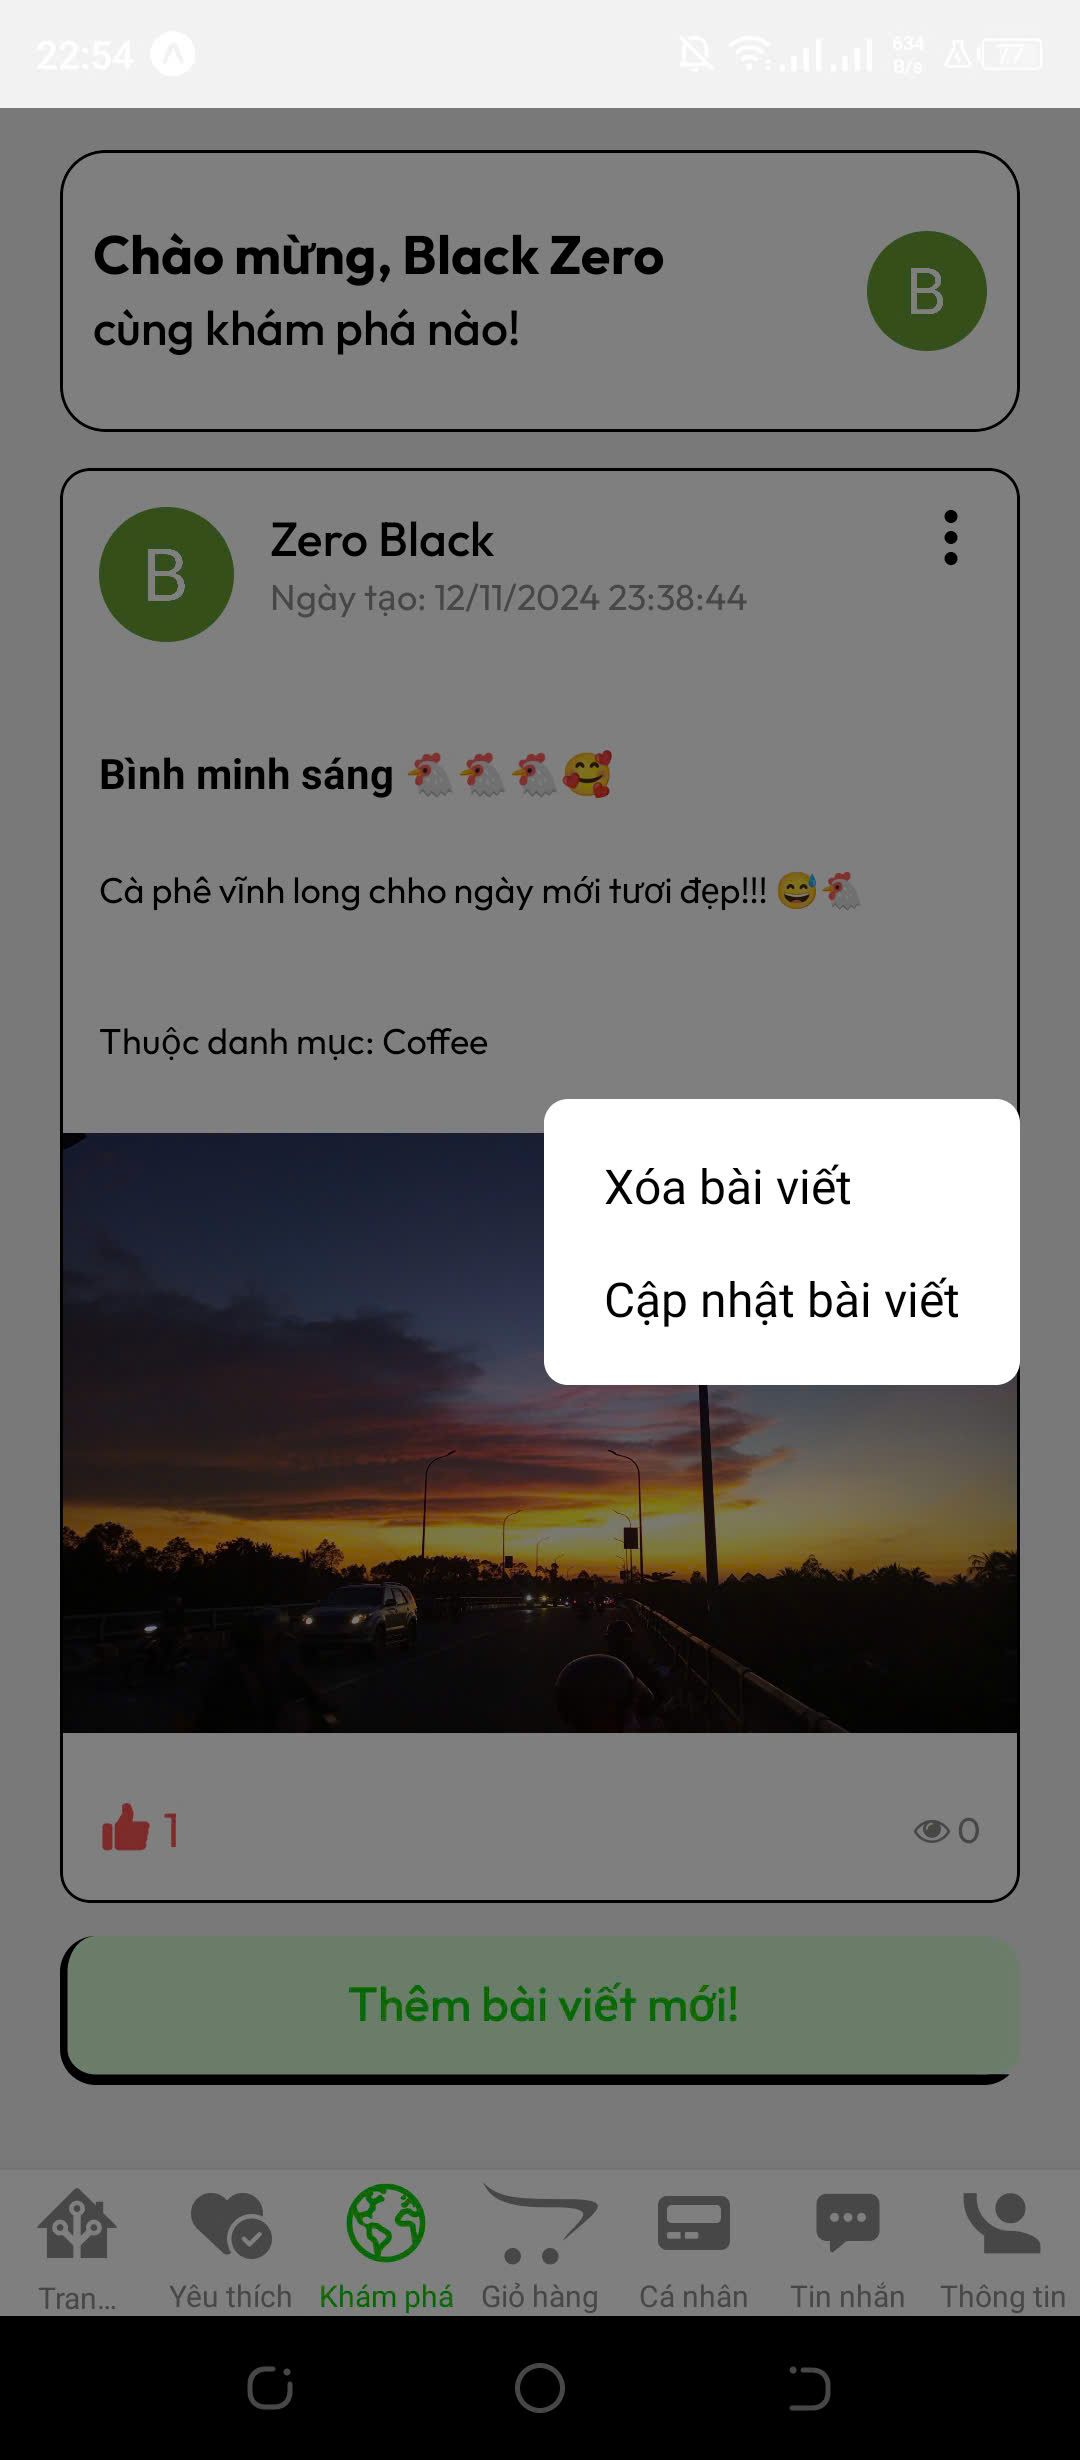 22:54
634
B/s
77
Chào mừng, Black Zero
cùng khám phá nào!
B
B
Zero Black
Ngày tạo: 12/11/2024 23:38:44
Bình minh sáng 🐔🐔🐔🥰
Cà phê vĩnh long chho ngày mới tươi đẹp!!! 😅🐔
Thuộc danh mục: Coffee
Xóa bài viết
Cập nhật bài viết
1
0
Thêm bài viết mới!
Tran...
Yêu thích
Khám phá
Giỏ hàng
Cá nhân
Tin nhắn
Thông tin